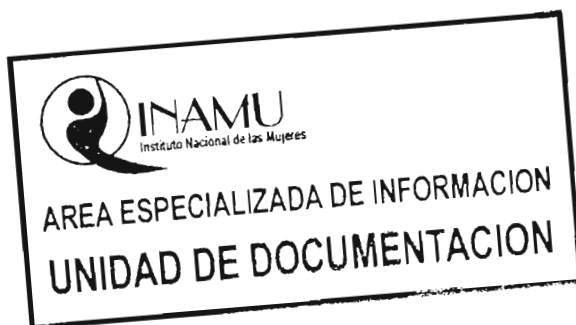 INAMU
Instituto Nacional de las Mujeres
AREA ESPECIALIZADA DE INFORMACION
UNIDAD DE DOCUMENTACION